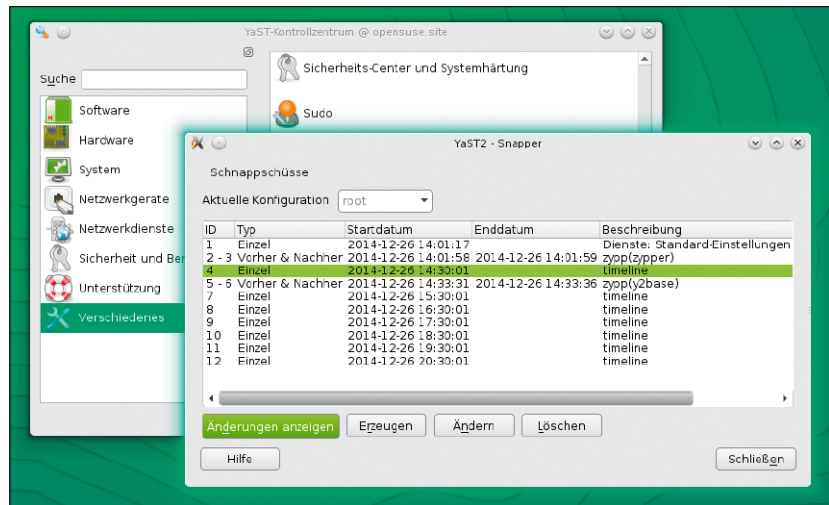 YaST-Kontrollzentrum @ opensuse.site
Suche
Sicherheits-Center und Systemhärtung
Sudo
Software
Hardware
System
Netzwerkgeräte
Netzwerkdienste
Sicherheit und Be
Unterstützung
Verschiedenes
YaST2 - Snapper
Schnappschüsse
Aktuelle Konfiguration root
ID Typ Startdatum Enddatum Beschreibung
1 Einzel 2014-12-26 14:01:17 Dienste: Standard-Einstellungen
2 - 3 Vorher & Nachher 2014-12-26 14:01:58 2014-12-26 14:01:59 zypp(zypper)
4 Einzel 2014-12-26 14:30:01 timeline
5 - 6 Vorher & Nachher 2014-12-26 14:33:31 2014-12-26 14:33:36 zypp(y2base)
7 Einzel 2014-12-26 15:30:01 timeline
8 Einzel 2014-12-26 16:30:01 timeline
9 Einzel 2014-12-26 17:30:01 timeline
10 Einzel 2014-12-26 18:30:01 timeline
11 Einzel 2014-12-26 19:30:01 timeline
12 Einzel 2014-12-26 20:30:01 timeline
Änderungen anzeigen Erzeugen Ändern Löschen
Hilfe Schließen